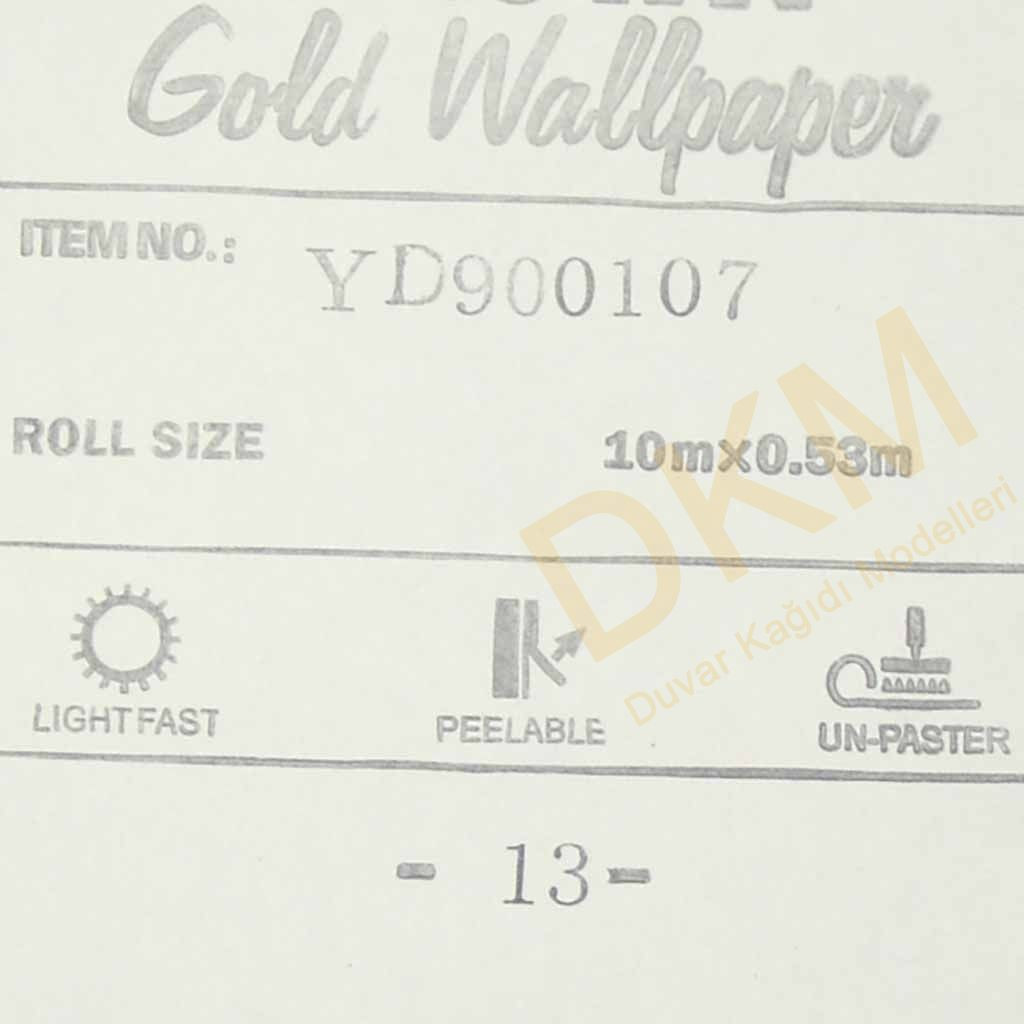 Gold Wallpaper
ITEM NO.: YD900107
ROLL SIZE 10m×0.53m
LIGHT FAST PEELABLE UN-PASTER
- 13-
DKM
Duvar Kağıdı Modelleri